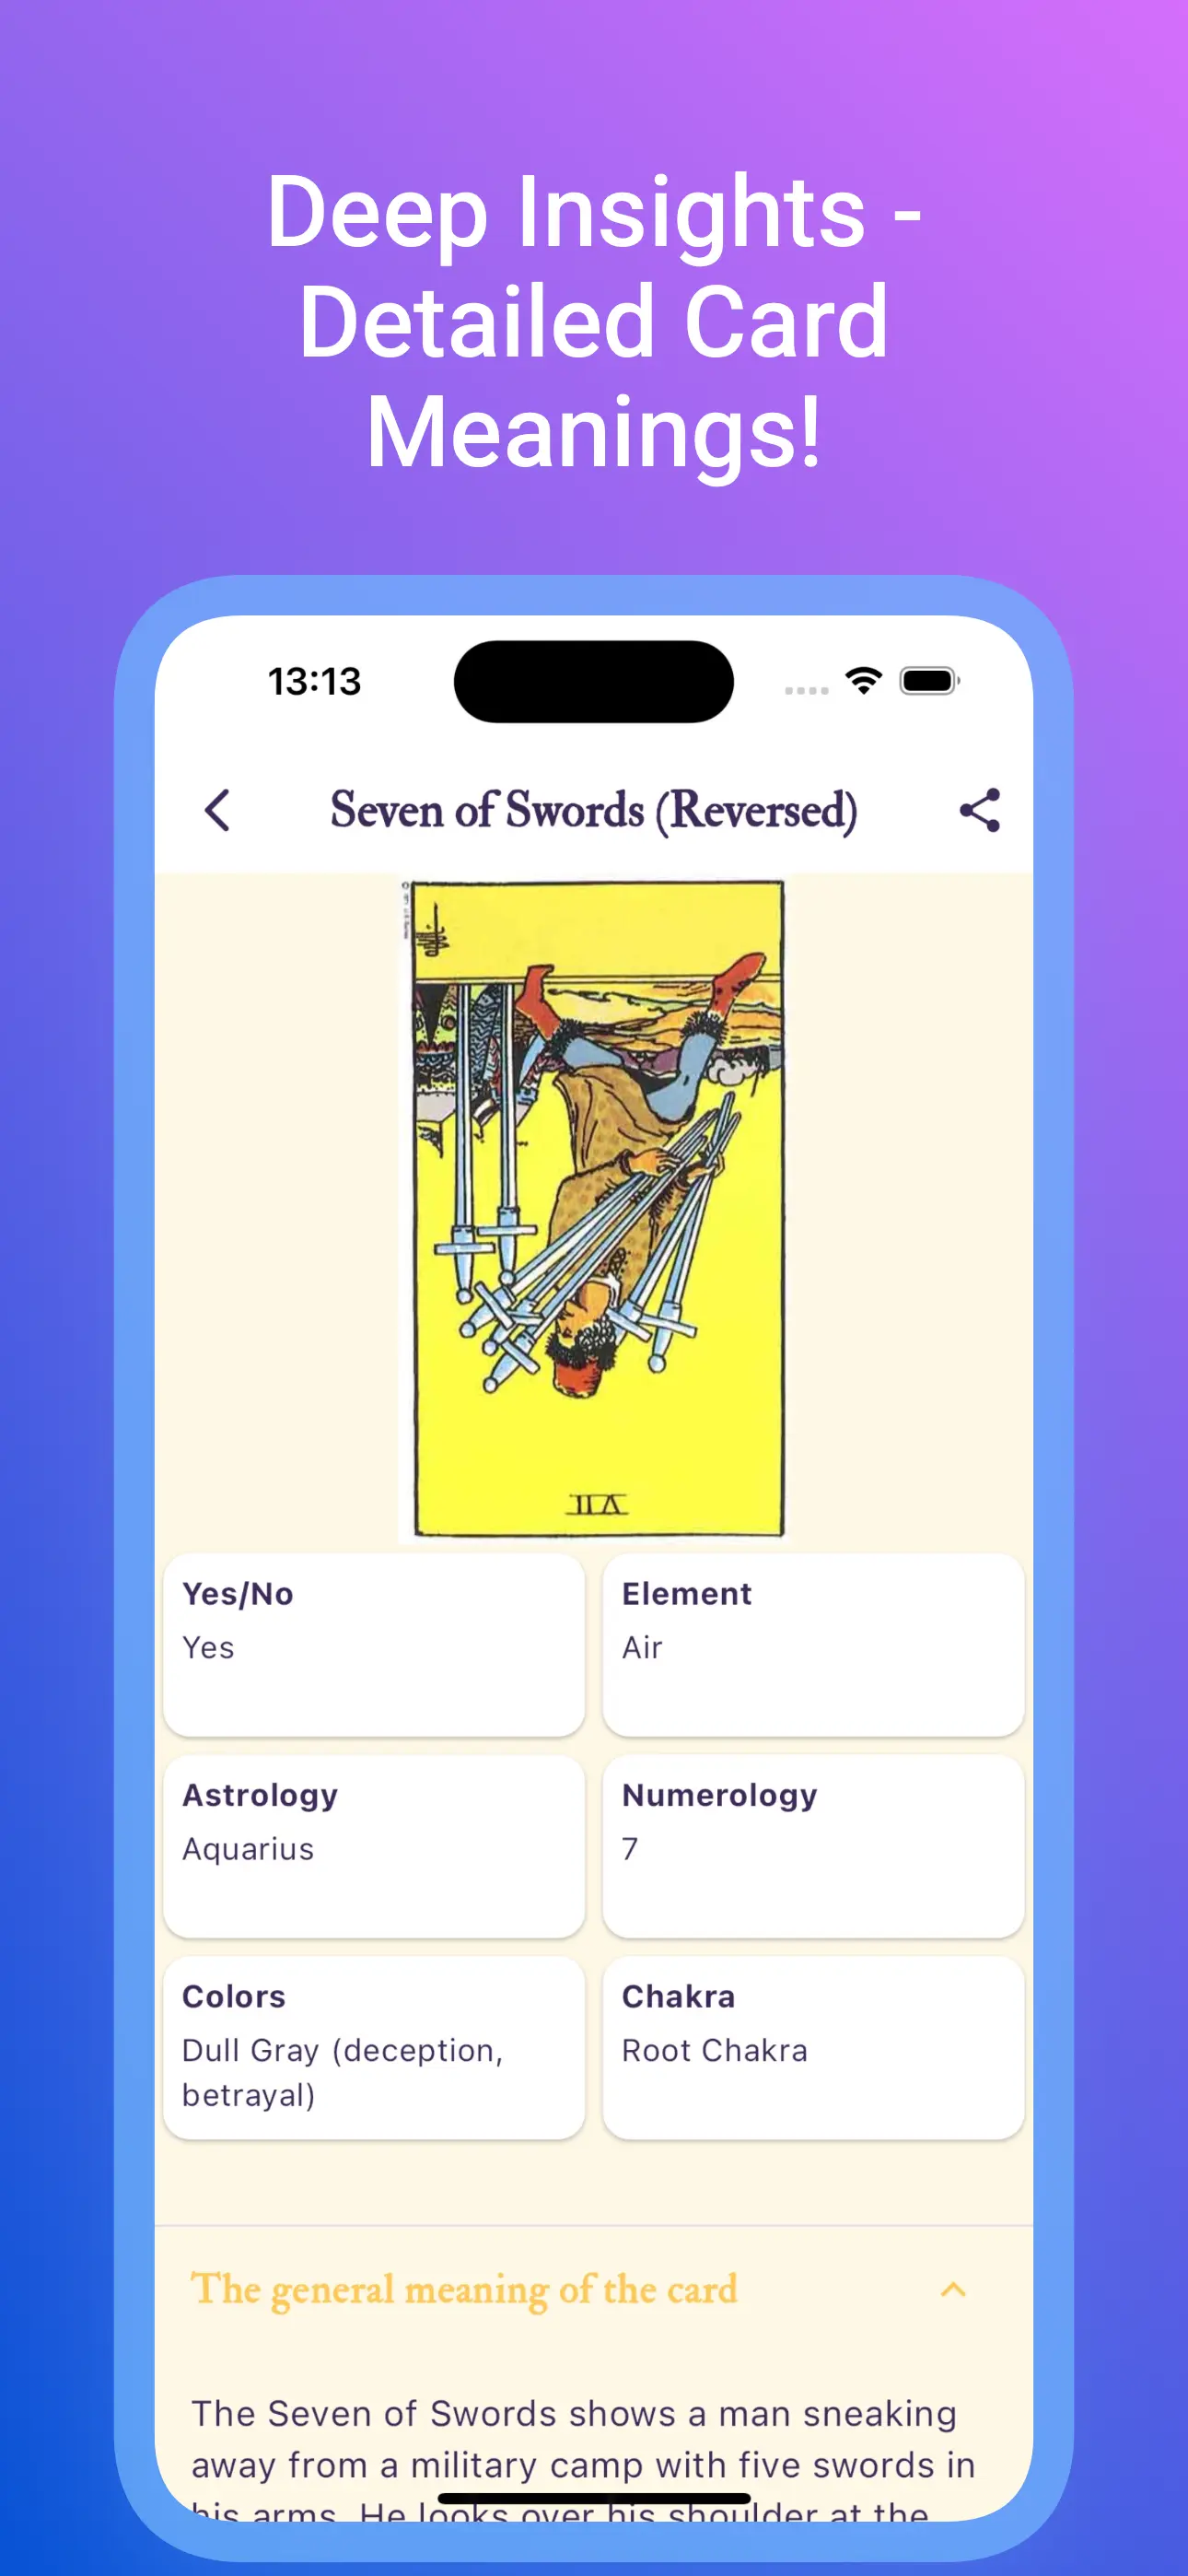 Deep Insights -
Detailed Card
Meanings!
13:13
Seven of Swords (Reversed)
VII
Yes/No
Yes
Element
Air
Astrology
Aquarius
Numerology
7
Colors
Dull Gray (deception,
betrayal)
Chakra
Root Chakra
The general meaning of the card
The Seven of Swords shows a man sneaking
away from a military camp with five swords in
his arms. He looks over his shoulder at the